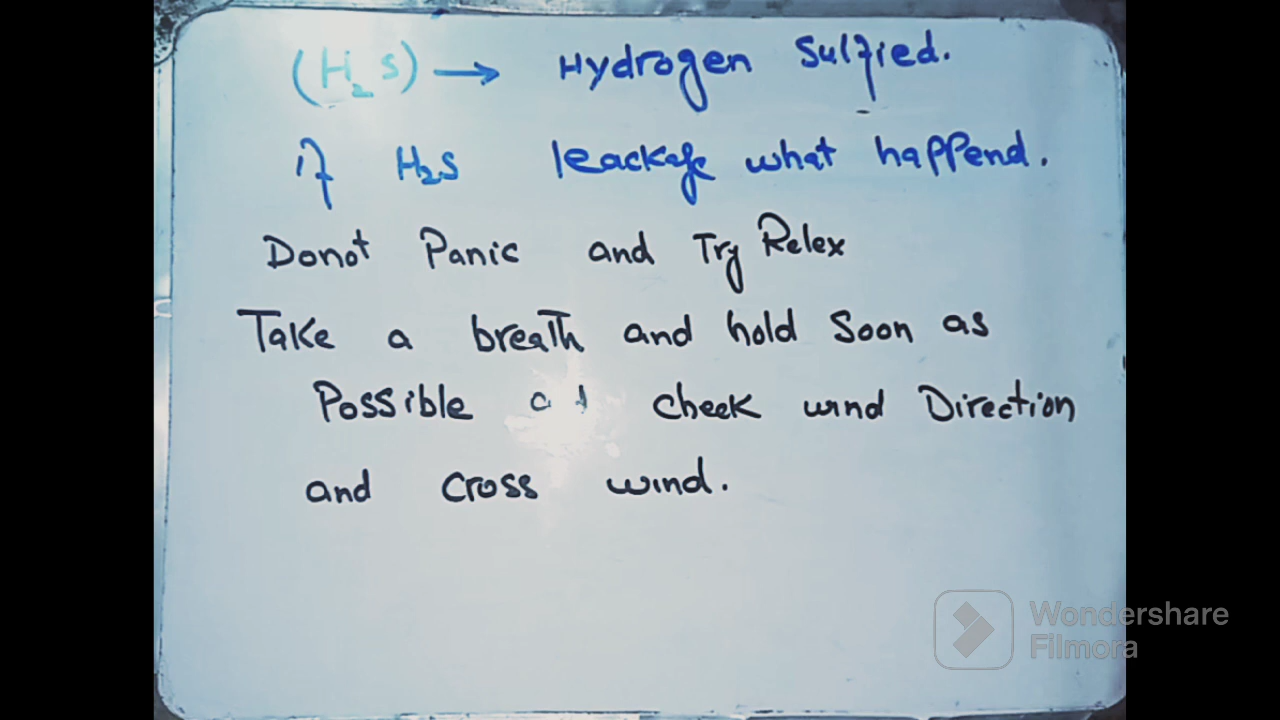 (H₂S) → Hydrogen Sulfied.
if H₂S leackage what happend.
Donot Panic and Try Relex
Take a breath and hold Soon as
Possible check wind Direction
and cross wind.
Wondershare
Filmora